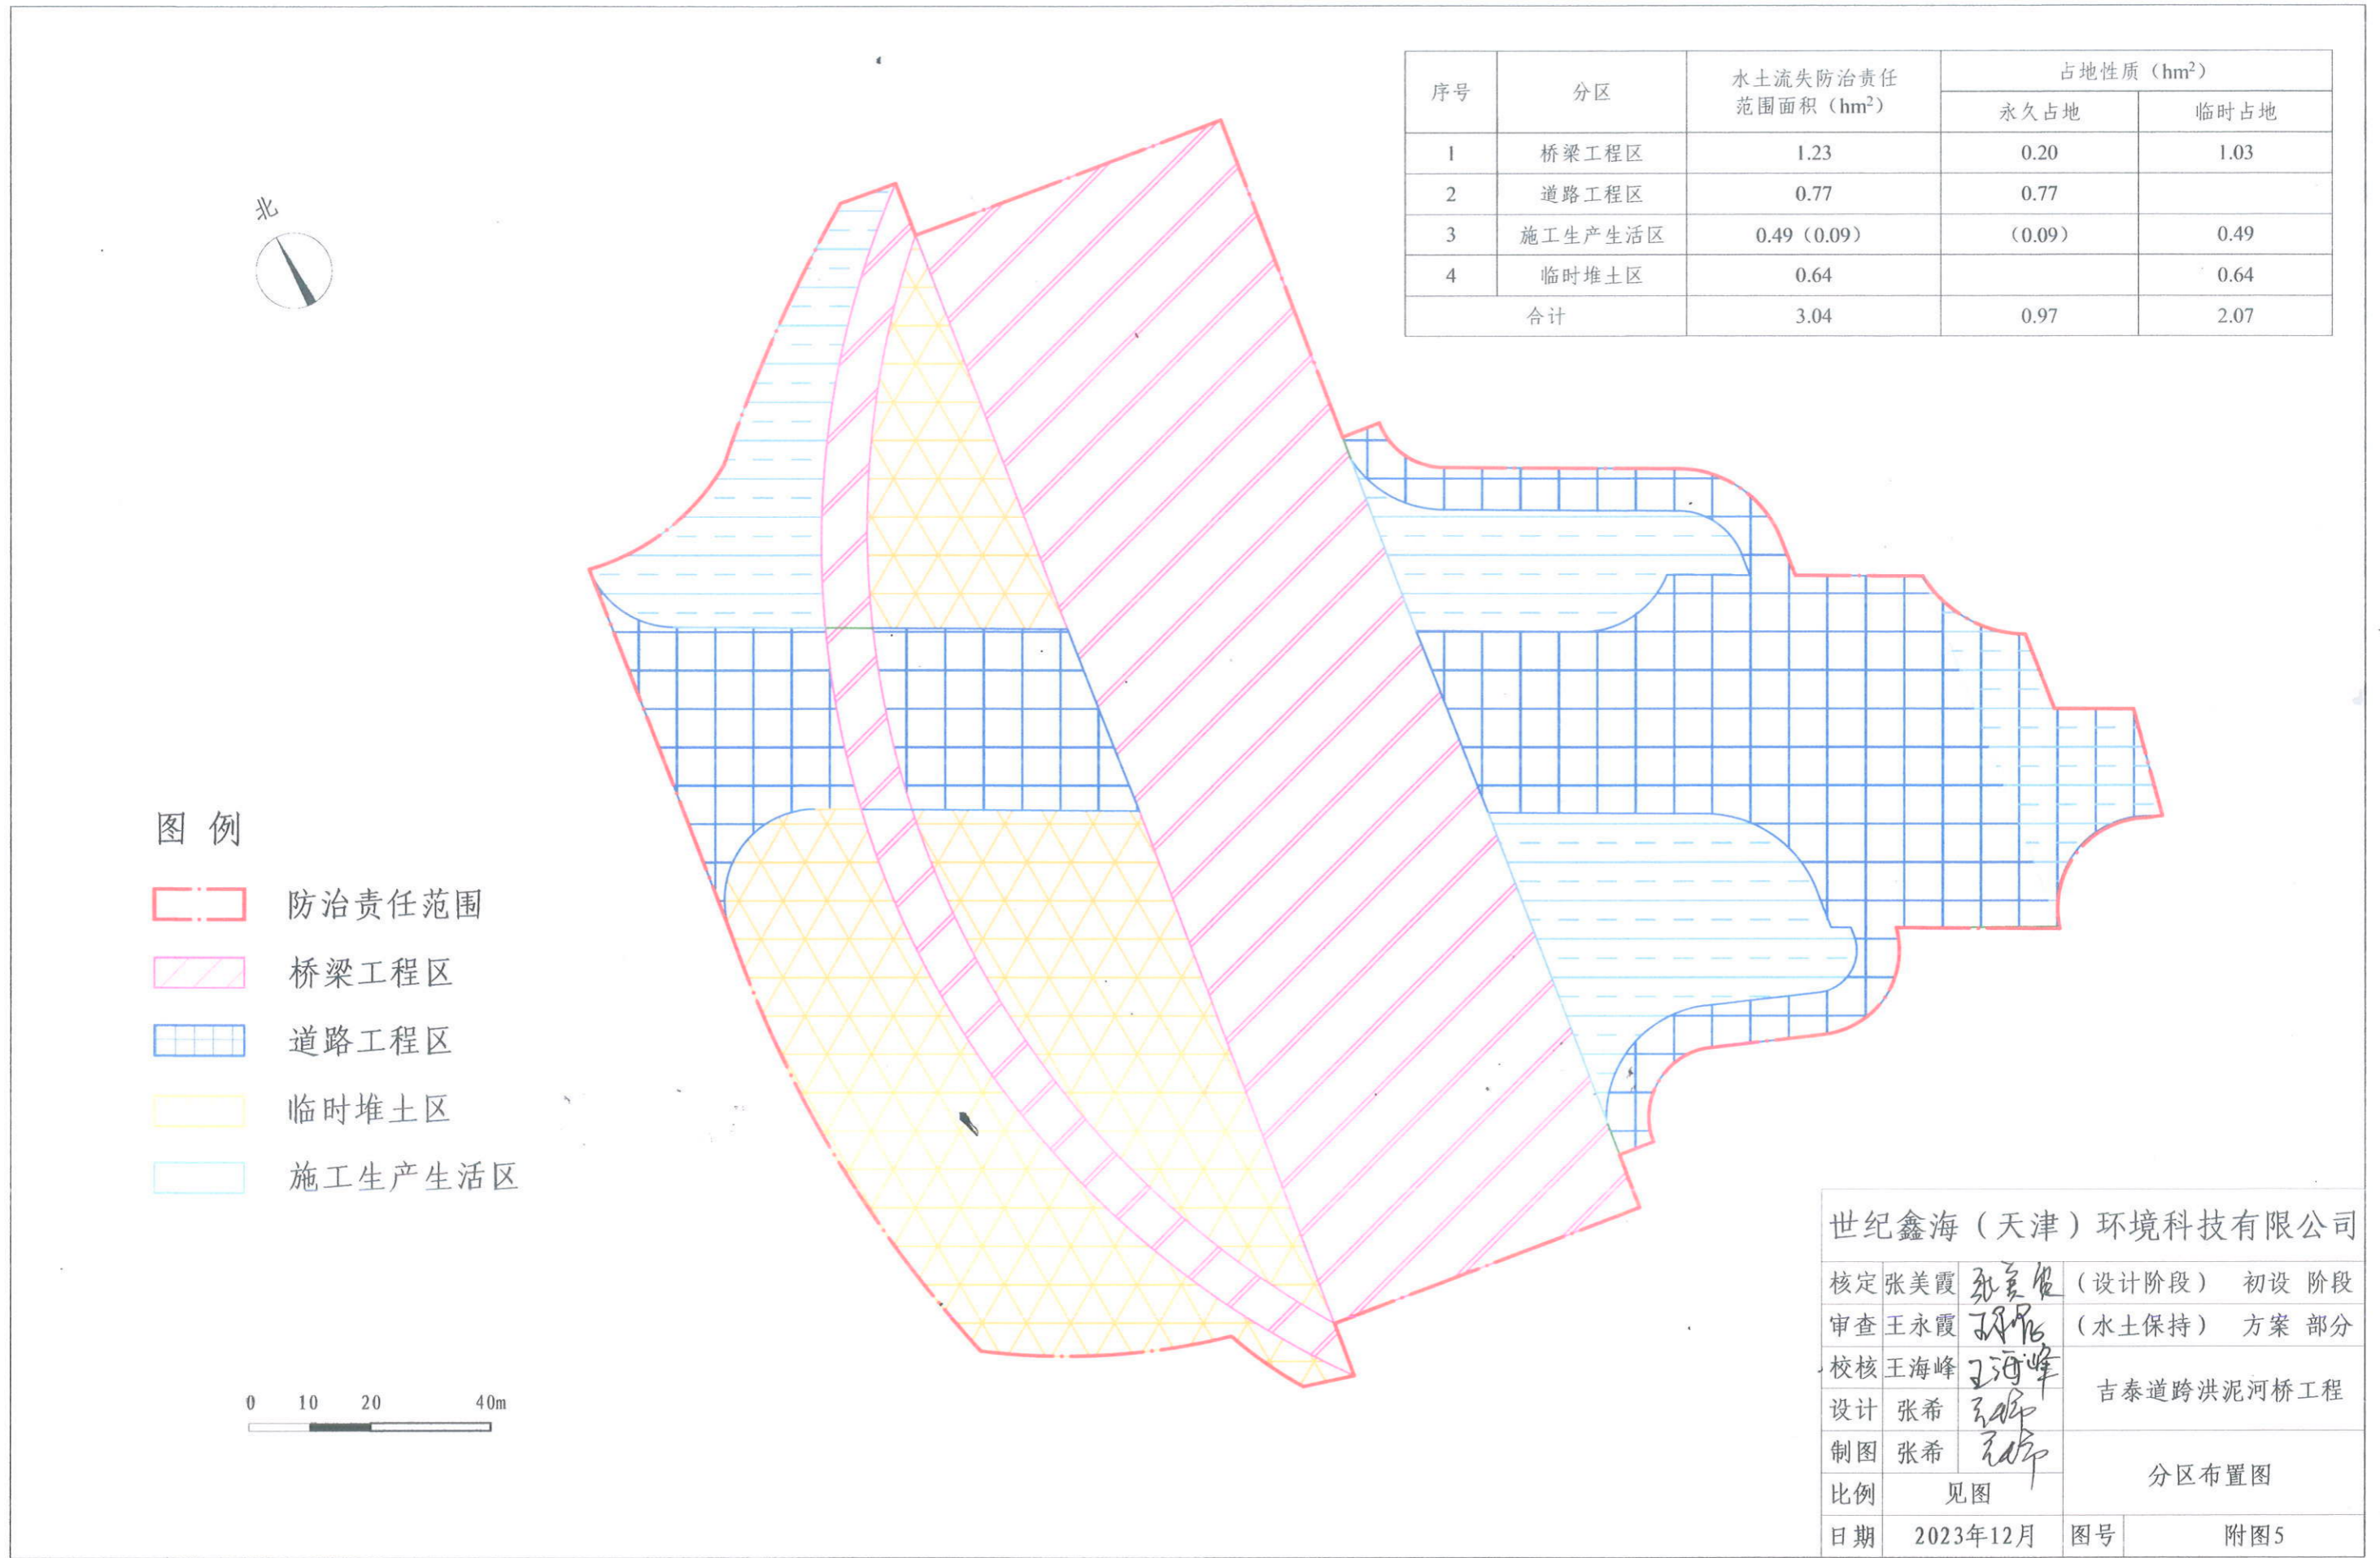 序号 分区 水土流失防治责任范围面积（hm²） 占地性质（hm²）
永久占地 临时占地
1 桥梁工程区 1.23 0.20 1.03
2 道路工程区 0.77 0.77
3 施工生产生活区 0.49（0.09） （0.09） 0.49
4 临时堆土区 0.64 0.64
合计 3.04 0.97 2.07
北
图例
防治责任范围
桥梁工程区
道路工程区
临时堆土区
施工生产生活区
0 10 20 40m
世纪鑫海（天津）环境科技有限公司
核定 张美霞 张美霞 （设计阶段） 初设 阶段
审查 王永霞 （水土保持） 方案 部分
校核 王海峰 王海峰 吉泰道跨洪泥河桥工程
设计 张希 张希
制图 张希 张希 分区布置图
比例 见图
日期 2023年12月 图号 附图5